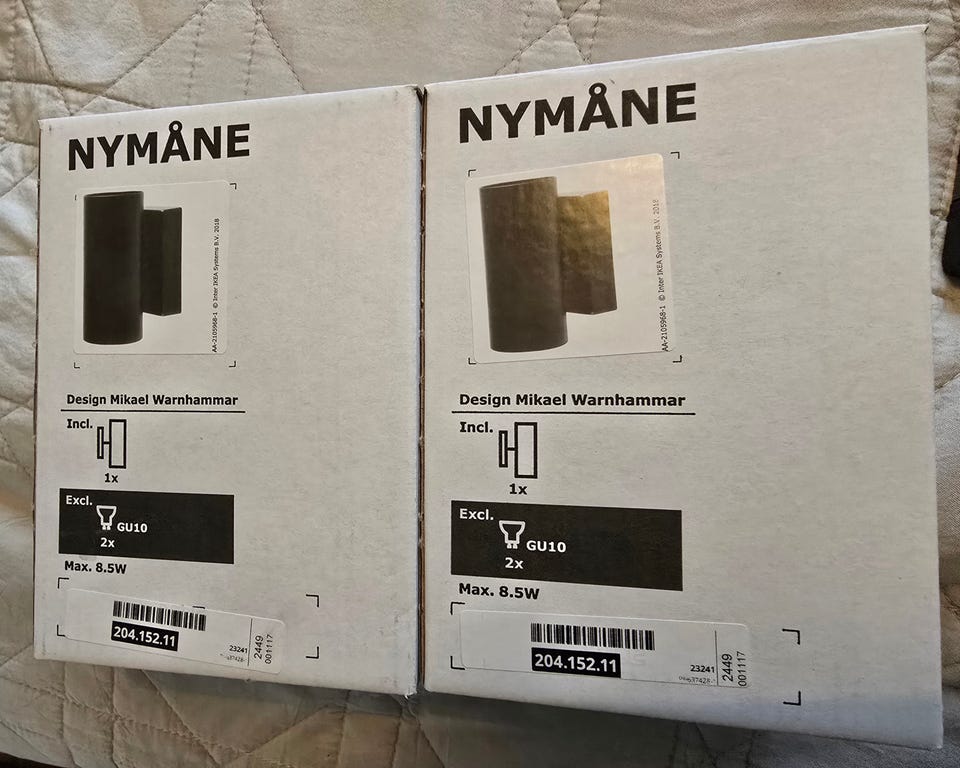 NYMÅNE
AA-2105968-1 © Inter IKEA Systems B.V. 2018
Design Mikael Warnhammar
Incl.
1x
Excl.
GU10
2x
Max. 8.5W
204.152.11
23241
2449
001117
NYMÅNE
AA-2105968-1 © Inter IKEA Systems B.V. 2018
Design Mikael Warnhammar
Incl.
1x
Excl.
GU10
2x
Max. 8.5W
204.152.11
23241
2449
001117